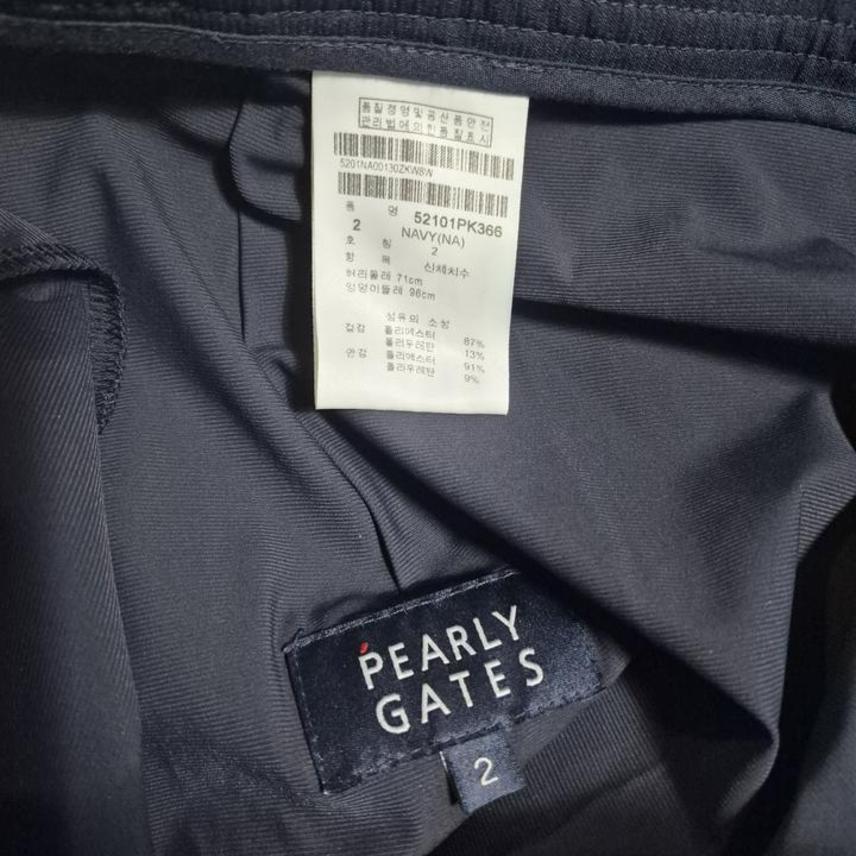 품질경영및공산품안전
관리법에의한품질표시
5201NA00130ZKW8W
품 명 52101PK366
2 NAVY(NA)
호 칭 2
항 목 신체치수
허리둘레 71cm
엉덩이둘레 96cm
섬유의 조성
겉감 폴리에스터 87%
폴리우레탄 13%
안감 폴리에스터 91%
폴리우레탄 9%
PEARLY
GATES
2